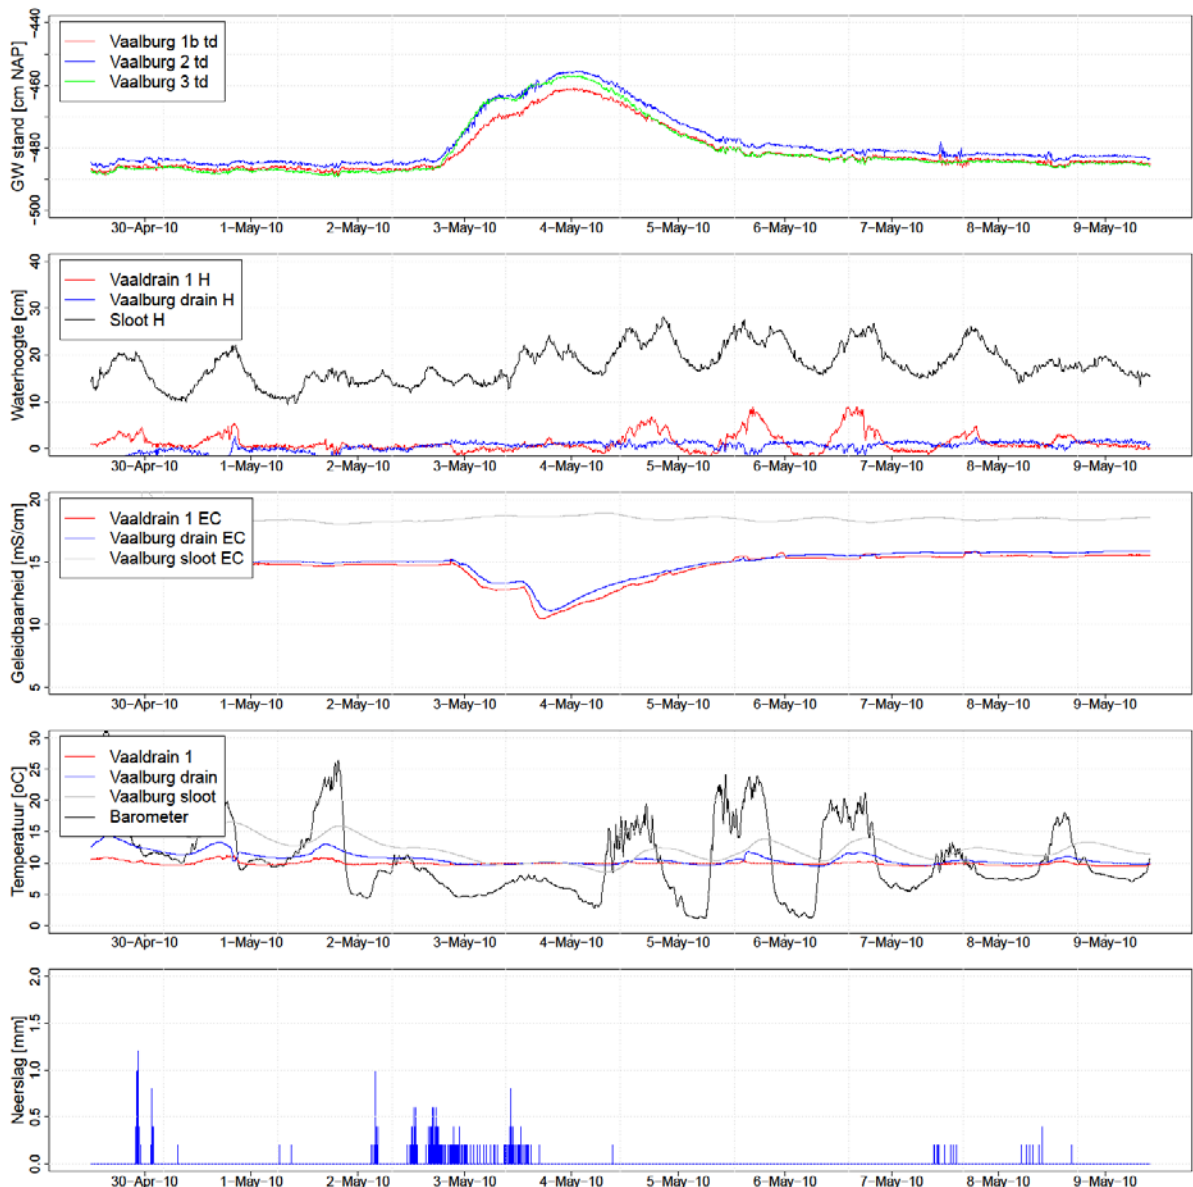 GW stand [cm NAP]
-440
-460
-480
-500
Vaalburg 1b td
Vaalburg 2 td
Vaalburg 3 td
30-Apr-10 1-May-10 2-May-10 3-May-10 4-May-10 5-May-10 6-May-10 7-May-10 8-May-10 9-May-10
Waterhoogte [cm]
40
30
20
10
0
Vaaldrain 1 H
Vaalburg drain H
Sloot H
30-Apr-10 1-May-10 2-May-10 3-May-10 4-May-10 5-May-10 6-May-10 7-May-10 8-May-10 9-May-10
Geleidbaarheid [mS/cm]
20
15
10
5
Vaaldrain 1 EC
Vaalburg drain EC
Vaalburg sloot EC
30-Apr-10 1-May-10 2-May-10 3-May-10 4-May-10 5-May-10 6-May-10 7-May-10 8-May-10 9-May-10
Temperatuur [oC]
30
25
20
15
10
5
0
Vaaldrain 1
Vaalburg drain
Vaalburg sloot
Barometer
30-Apr-10 1-May-10 2-May-10 3-May-10 4-May-10 5-May-10 6-May-10 7-May-10 8-May-10 9-May-10
Neerslag [mm]
2.0
1.5
1.0
0.5
0.0
30-Apr-10 1-May-10 2-May-10 3-May-10 4-May-10 5-May-10 6-May-10 7-May-10 8-May-10 9-May-10